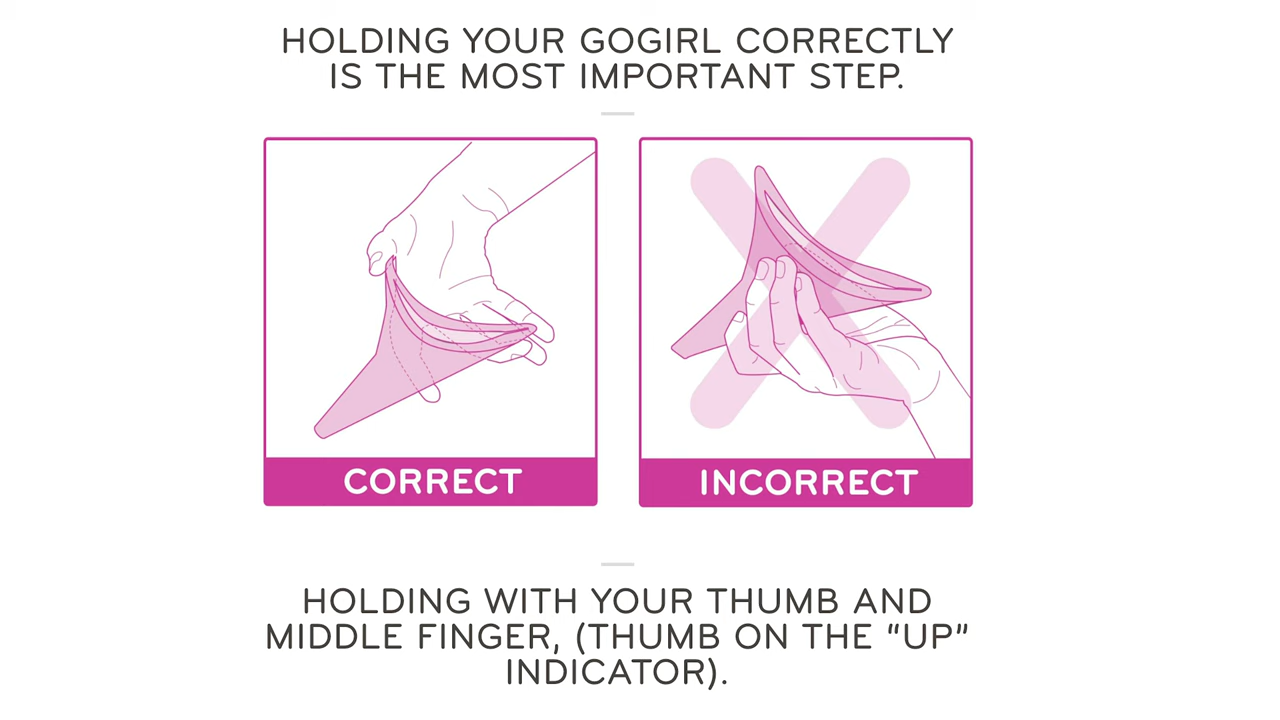 HOLDING YOUR GOGIRL CORRECTLY
IS THE MOST IMPORTANT STEP.
CORRECT
INCORRECT
HOLDING WITH YOUR THUMB AND
MIDDLE FINGER, (THUMB ON THE “UP”
INDICATOR).